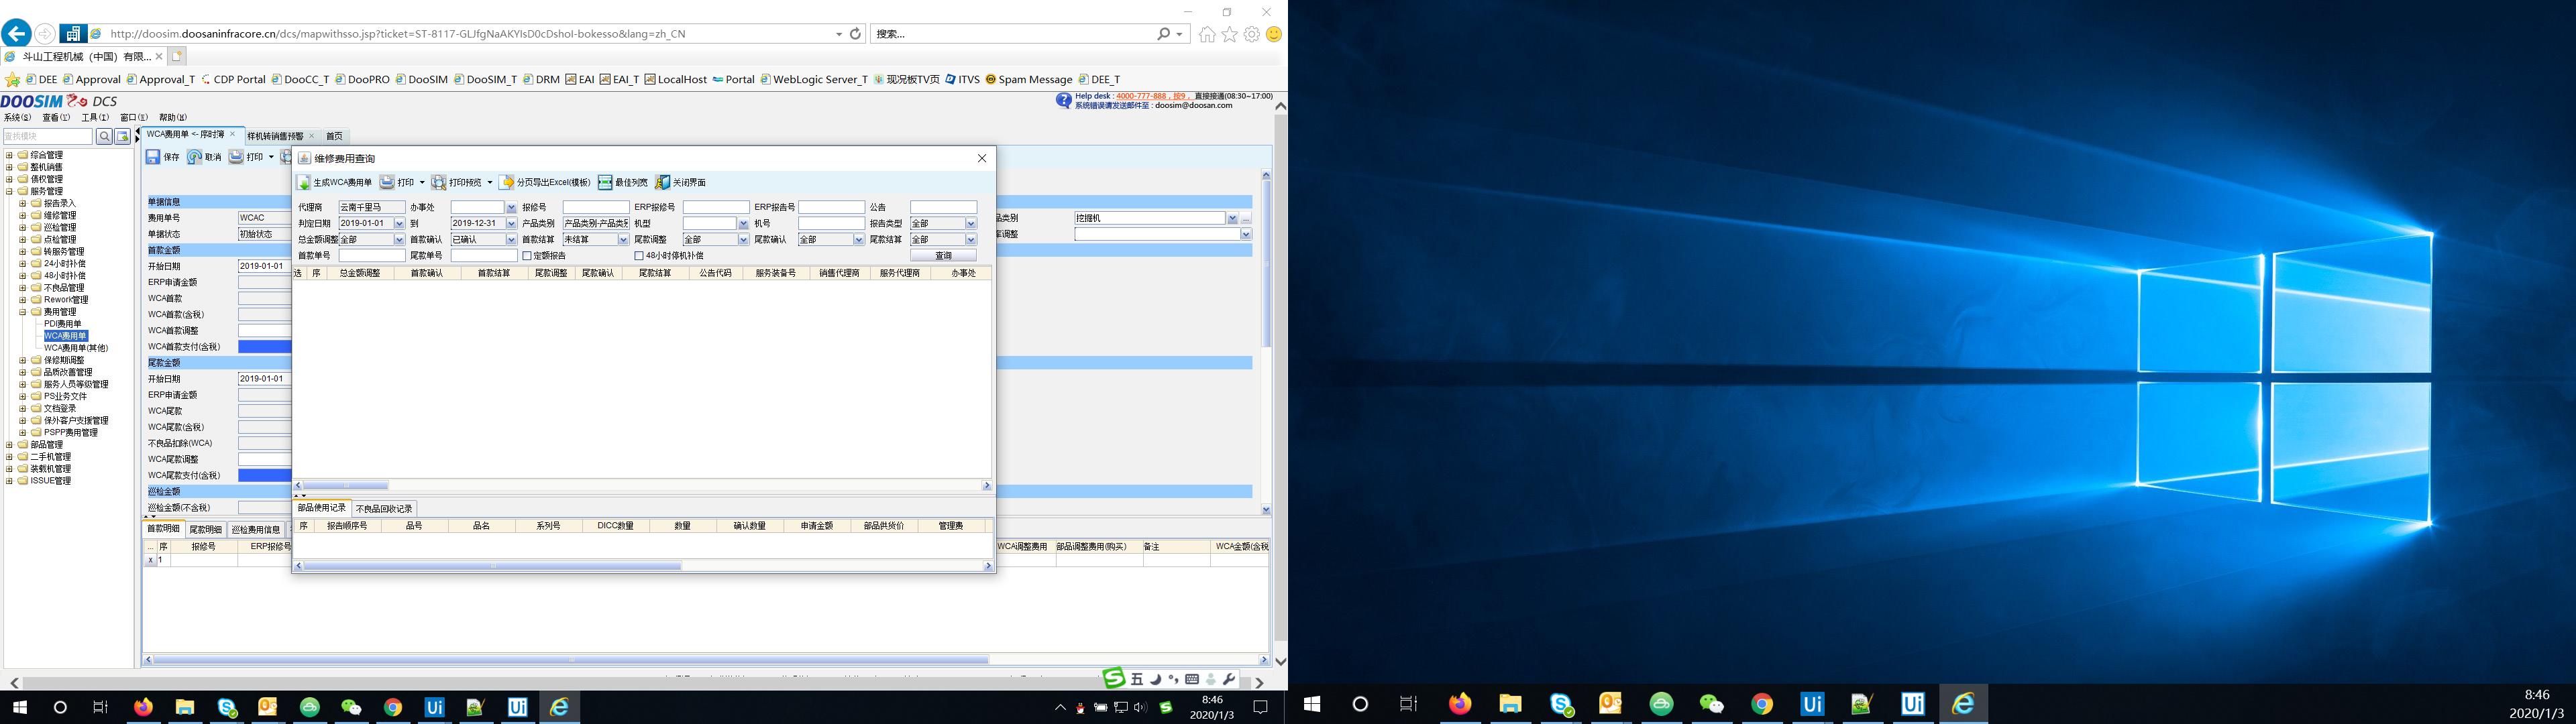 http://doosim.doosaninfracore.cn/dcs/mapwithsso.jsp?ticket=ST-8117-GLJfgNaAKYIsD0cDshoI-bokesso&lang=zh_CN 搜索...
斗山工程机械（中国）有限...
DEE Approval Approval_T CDP Portal DooCC_T DooPRO DooSIM DooSIM_T DRM EAI EAI_T LocalHost Portal WebLogic Server_T 现况板TV页 ITVS Spam Message DEE_T
DOOSIM DCS
Help desk : 4000-777-888，按9， 直接接通(08:30~17:00)
系统错误请发送邮件至 : doosim@doosan.com
系统(S) 查看(Y) 工具(I) 窗口(E) 帮助(H)
查找模块
WCA费用单 <- 序时簿 样机转销售预警 首页
保存 取消 打印
综合管理
整机销售
债权管理
服务管理
报告录入
维修管理
巡检管理
点检管理
转服务管理
24小时补偿
48小时补偿
不良品管理
Rework管理
费用管理
PDI费用单
WCA费用单
WCA费用单(其他)
保修期调整
品质改善管理
服务人员等级管理
PS业务文件
文档登录
保外客户支援管理
PSPP费用管理
部品管理
二手机管理
装载机管理
ISSUE管理
单据信息
费用单号 WCAC
单据状态 初始状态
首款金额
开始日期 2019-01-01
ERP申请金额
WCA首款
WCA首款(含税)
WCA首款调整
WCA首款支付(含税)
尾款金额
开始日期 2019-01-01
ERP申请金额
WCA尾款
WCA尾款(含税)
不良品扣除(WCA)
WCA尾款调整
WCA尾款支付(含税)
巡检金额
巡检金额(不含税)
品类别 挖掘机
调整
首款明细 尾款明细 巡检费用信息
... 序 报修号 ERP报修号
WCA调整费用 部品调整费用(购买) 备注 WCA金额(含税
x 1
维修费用查询
生成WCA费用单 打印 打印预览 分页导出Excel(模板) 最佳列宽 关闭界面
代理商 云南千里马 办事处 报修号 ERP报修号 ERP报告号 公告
判定日期 2019-01-01 到 2019-12-31 产品类别 产品类别-产品类别 机型 机号 报告类型 全部
总金额调整 全部 首款确认 已确认 首款结算 未结算 尾款调整 全部 尾款确认 全部 尾款结算 全部
首款单号 尾款单号 定额报告 48小时停机补偿 查询
选 序 总金额调整 首款确认 首款结算 尾款调整 尾款确认 尾款结算 公告代码 服务装备号 销售代理商 服务代理商 办事处
部品使用记录 不良品回收记录
序 报告顺序号 品号 品名 系列号 DICC数量 数量 确认数量 申请金额 部品供货价 管理费
五
8:46
2020/1/3
8:46
2020/1/3